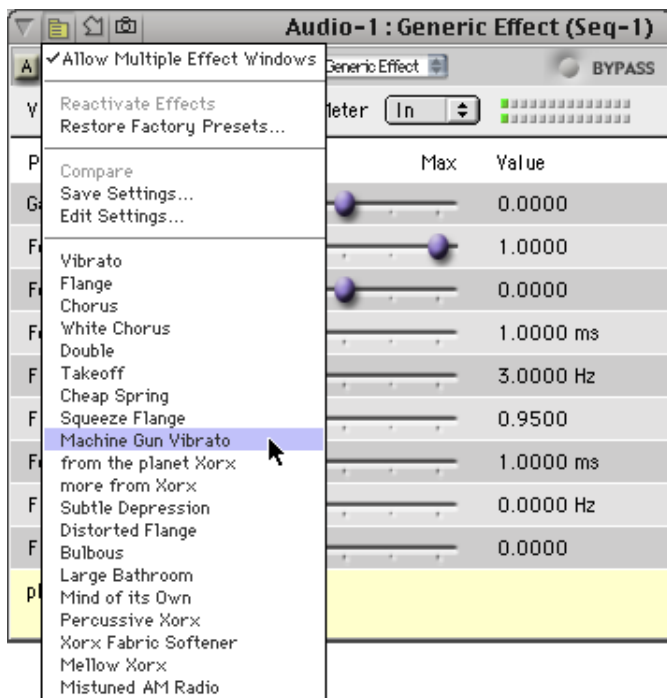 Audio-1 : Generic Effect (Seq-1)
A
Generic Effect
BYPASS
✓Allow Multiple Effect Windows
Reactivate Effects
Restore Factory Presets...
Compare
Save Settings...
Edit Settings...
Vibrato
Flange
Chorus
White Chorus
Double
Takeoff
Cheap Spring
Squeeze Flange
Machine Gun Vibrato
from the planet Xorx
more from Xorx
Subtle Depression
Distorted Flange
Bulbous
Large Bathroom
Mind of its Own
Percussive Xorx
Xorx Fabric Softener
Mellow Xorx
Mistuned AM Radio
In
Max Value
0.0000
1.0000
0.0000
1.0000 ms
3.0000 Hz
0.9500
1.0000 ms
0.0000 Hz
0.0000